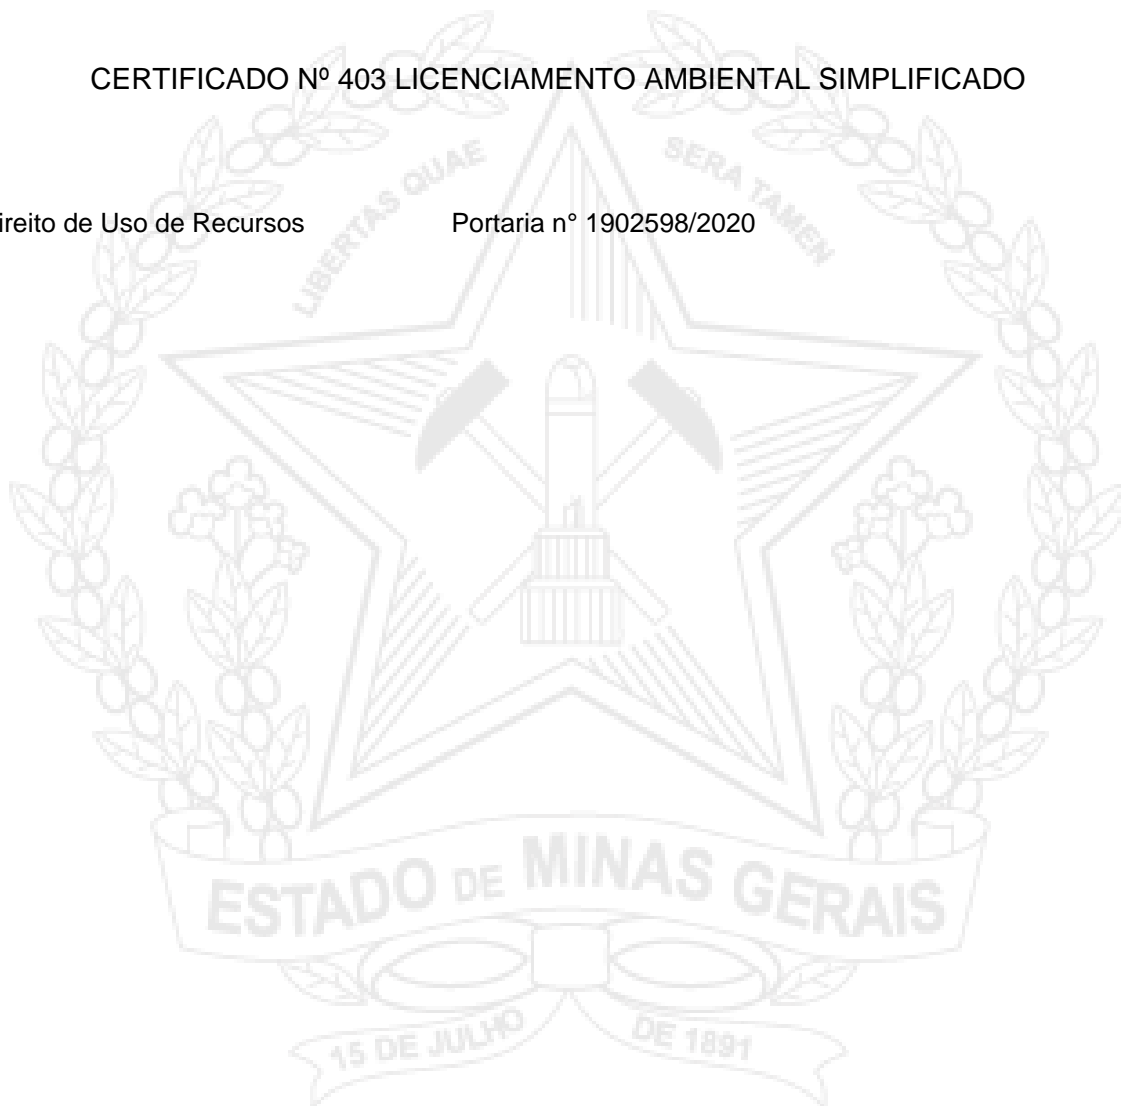 CERTIFICADO Nº 403 LICENCIAMENTO AMBIENTAL SIMPLIFICADO
LIBERTAS QUAE SERA TAMEN
ireito de Uso de Recursos Portaria n° 1902598/2020
ESTADO DE MINAS GERAIS
15 DE JULHO DE 1891